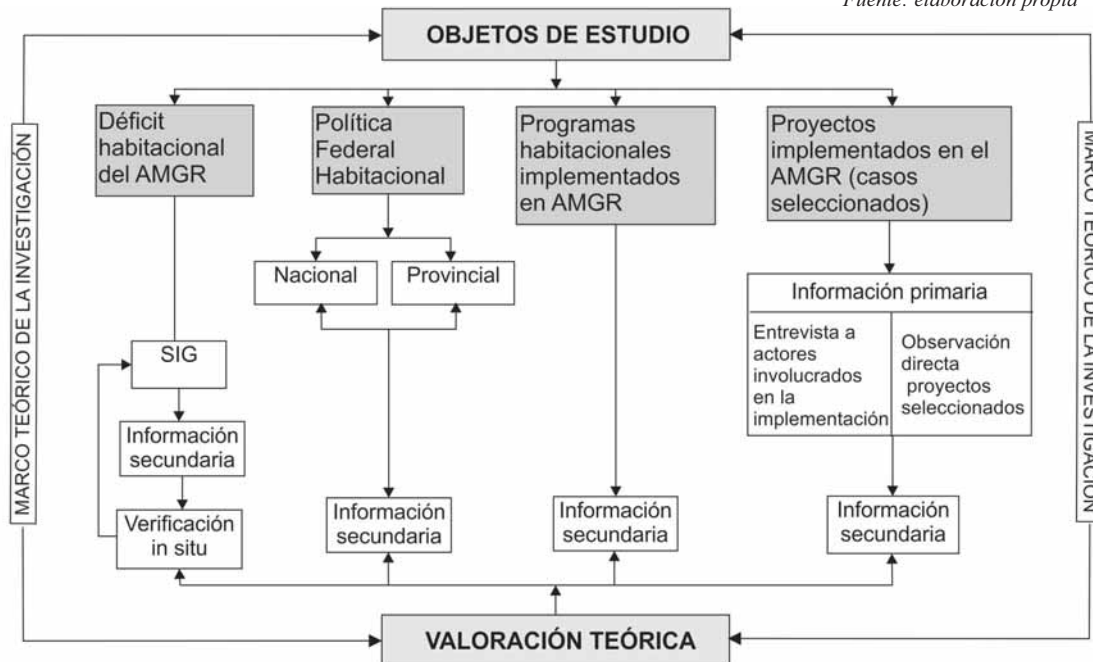 Fuente: elaboración propia
OBJETOS DE ESTUDIO
MARCO TEÓRICO DE LA INVESTIGACIÓN
Déficit
habitacional
del AMGR
Política
Federal
Habitacional
Programas
habitacionales
implementados
en AMGR
Proyectos
implementados en el
AMGR (casos
seleccionados)
MARCO TEÓRICO DE LA INVESTIGACIÓN
Nacional
Provincial
Información primaria
Entrevista a
actores
involucrados
en la
implementación
Observación
directa
proyectos
seleccionados
SIG
Información
secundaria
Verificación
in situ
Información
secundaria
Información
secundaria
Información
secundaria
VALORACIÓN TEÓRICA